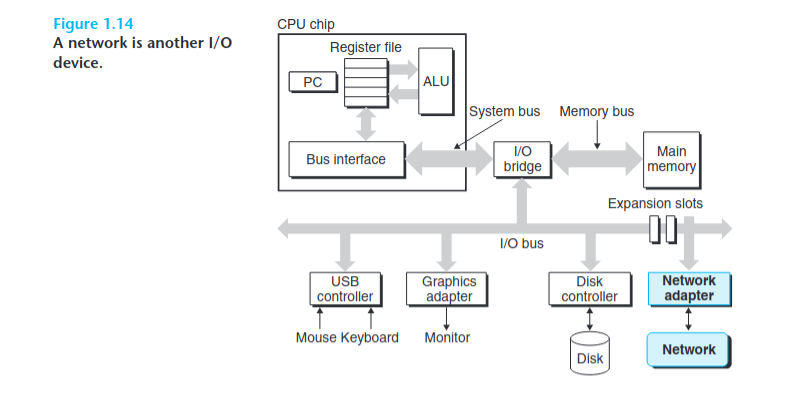 Figure 1.14
A network is another I/O
device.
CPU chip
Register file
PC
ALU
System bus
Memory bus
Bus interface
I/O
bridge
Main
memory
Expansion slots
I/O bus
USB
controller
Graphics
adapter
Disk
controller
Network
adapter
Mouse Keyboard
Monitor
Disk
Network